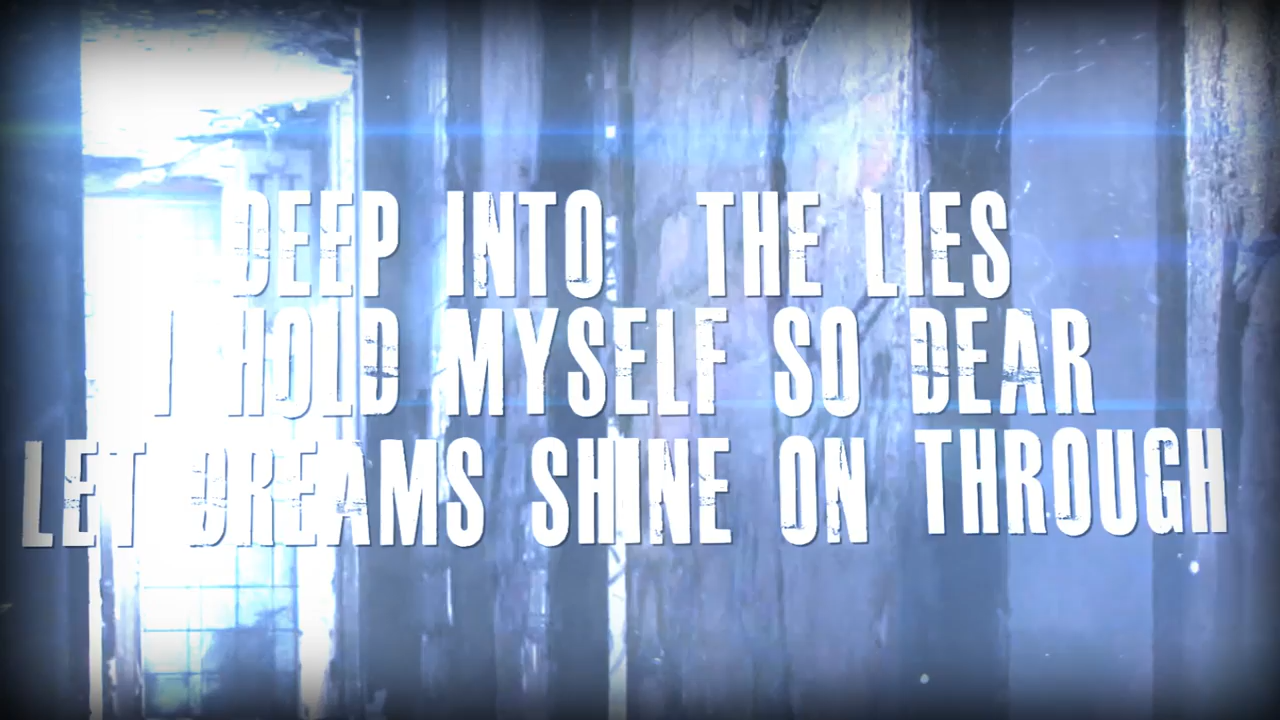 DEEP INTO THE LIES
I HOLD MYSELF SO DEAR
LET DREAMS SHINE ON THROUGH